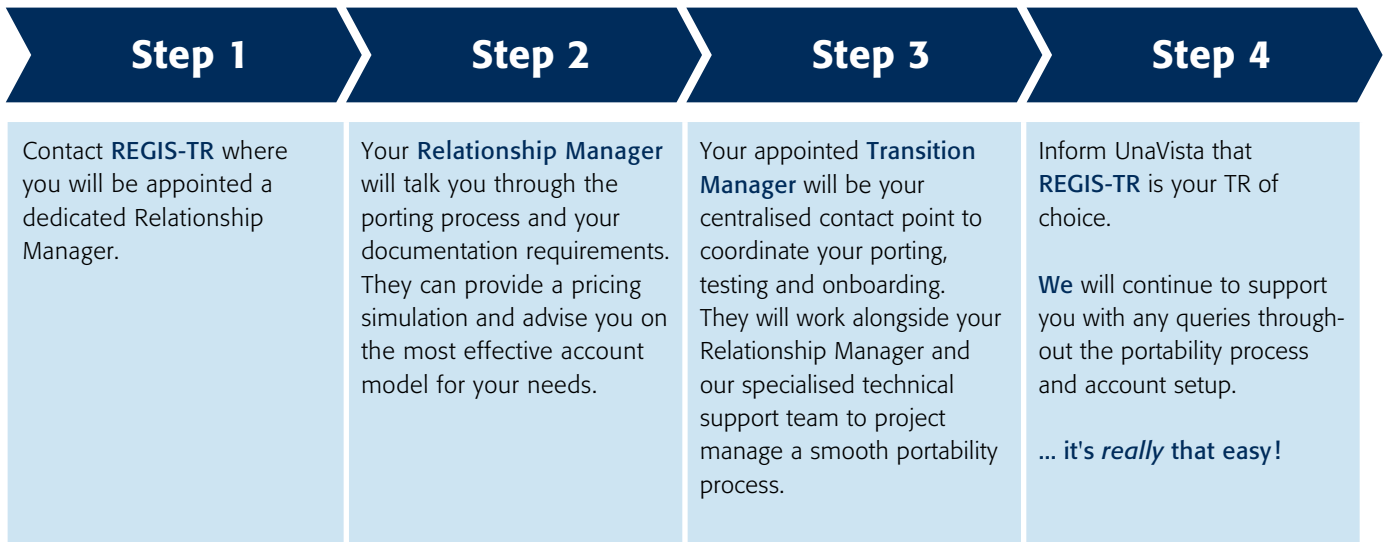 Step 1
Contact REGIS-TR where
you will be appointed a
dedicated Relationship
Manager.
Step 2
Your Relationship Manager
will talk you through the
porting process and your
documentation requirements.
They can provide a pricing
simulation and advise you on
the most effective account
model for your needs.
Step 3
Your appointed Transition
Manager will be your
centralised contact point to
coordinate your porting,
testing and onboarding.
They will work alongside your
Relationship Manager and
our specialised technical
support team to project
manage a smooth portability
process.
Step 4
Inform UnaVista that
REGIS-TR is your TR of
choice.
We will continue to support
you with any queries through-
out the portability process
and account setup.
... it's really that easy!